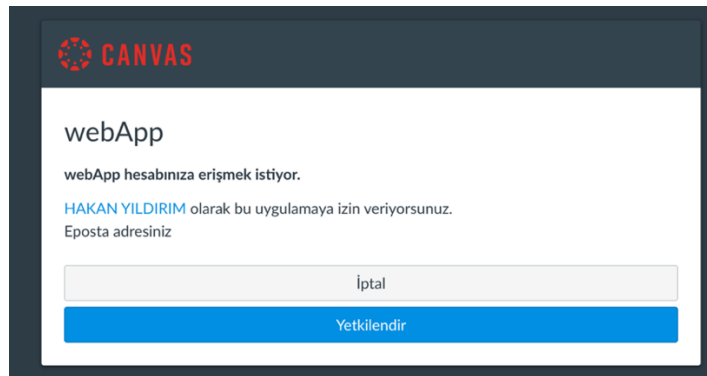 CANVAS
webApp
webApp hesabınıza erişmek istiyor.
HAKAN YILDIRIM olarak bu uygulamaya izin veriyorsunuz.
Eposta adresiniz
İptal
Yetkilendir